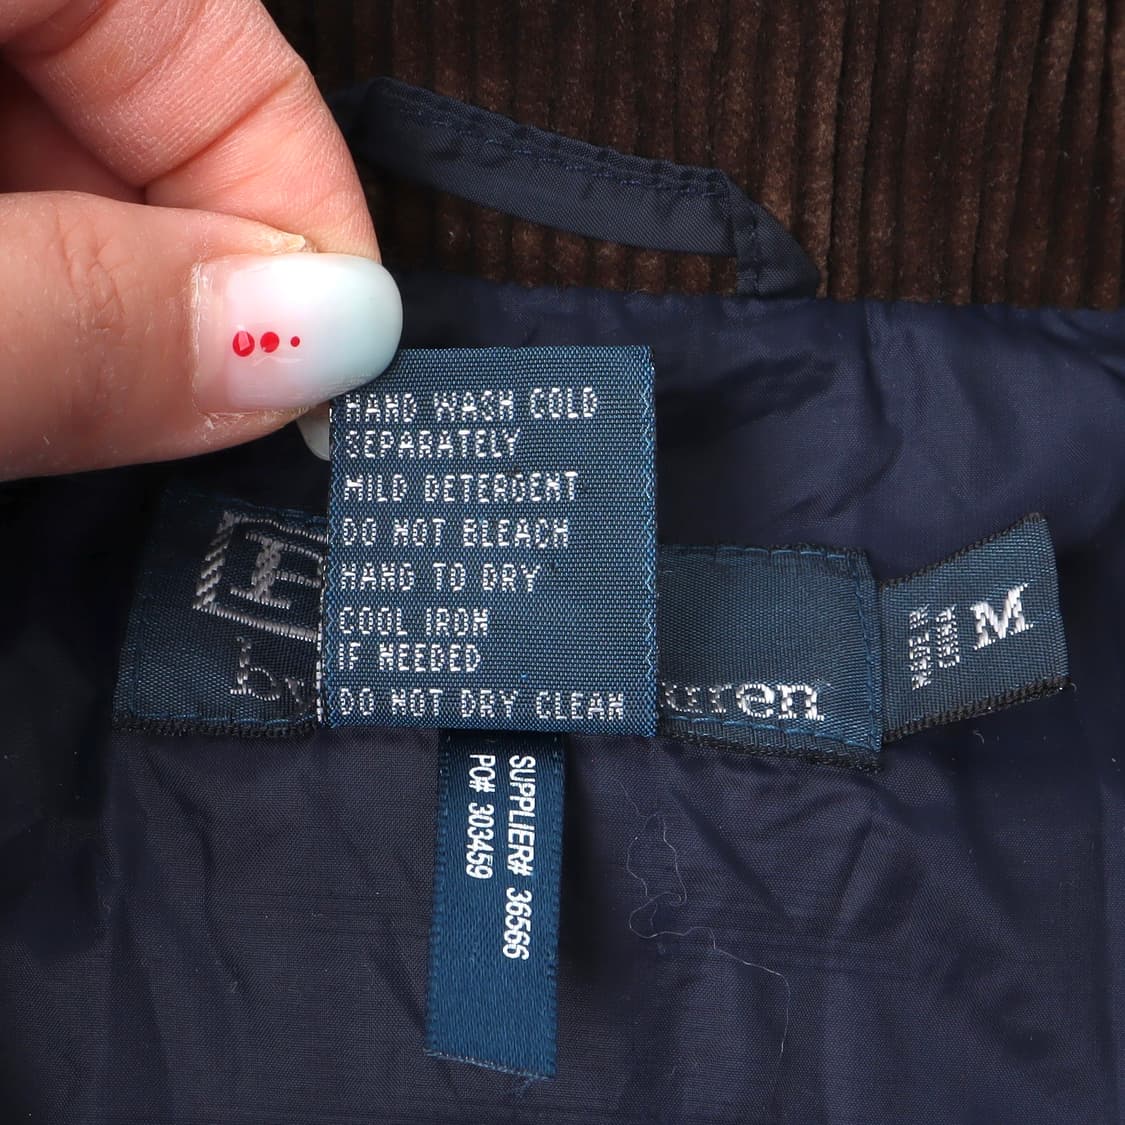 HAND WASH COLD
SEPARATELY
MILD DETERGENT
DO NOT BLEACH
HANG TO DRY
COOL IRON
IF NEEDED
DO NOT DRY CLEAN
by
uren
MADE IN
CHINA
M
SUPPLIER# 36566
PO# 303459